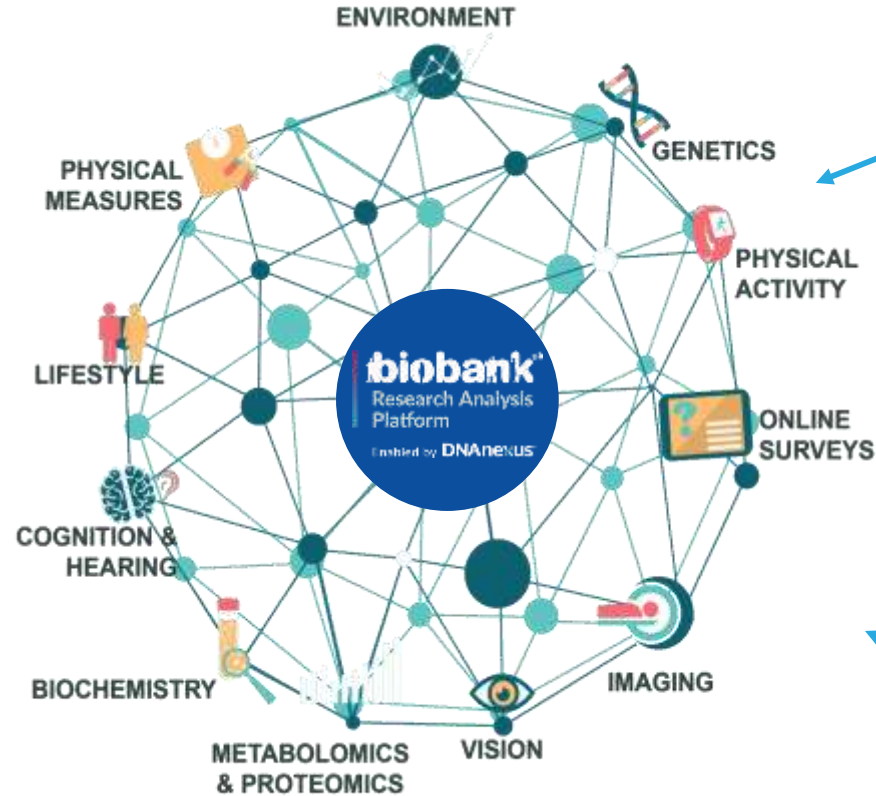 ENVIRONMENT
GENETICS
PHYSICAL
MEASURES
PHYSICAL
ACTIVITY
LIFESTYLE
biobank
Research Analysis
Platform
Enabled by DNAnexus
ONLINE
SURVEYS
COGNITION &
HEARING
BIOCHEMISTRY
IMAGING
METABOLOMICS
& PROTEOMICS
VISION